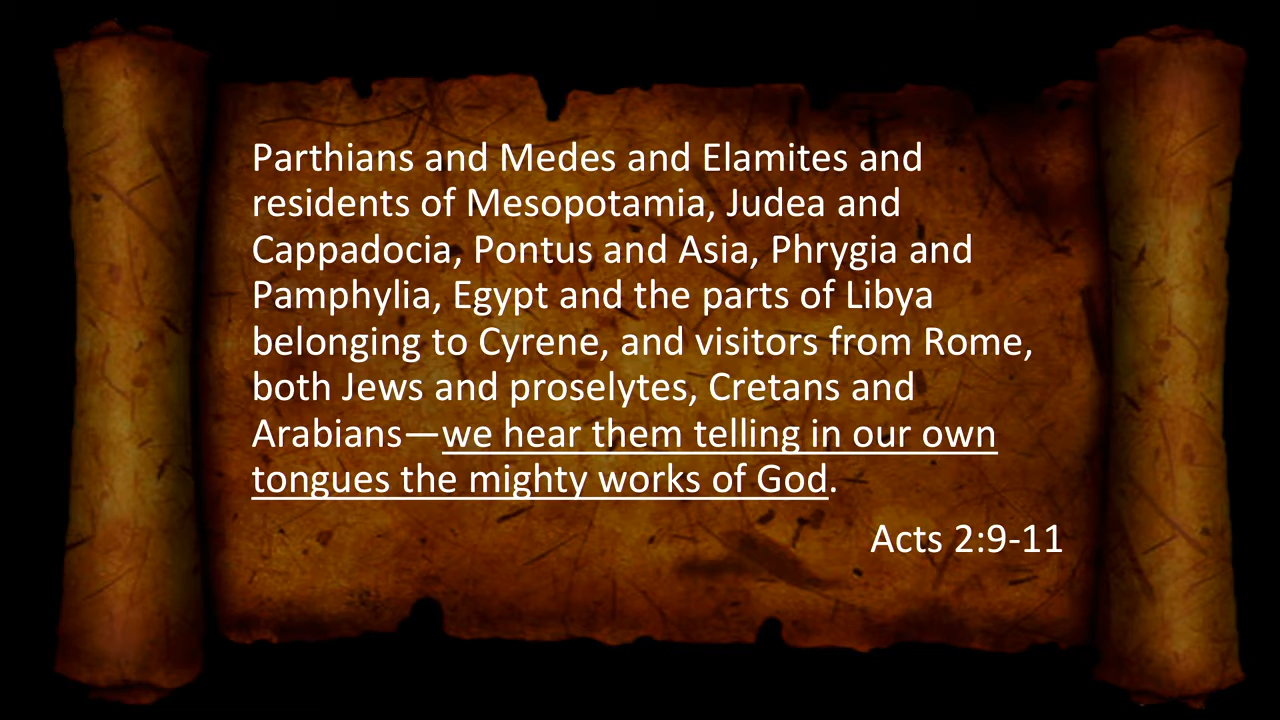 Parthians and Medes and Elamites and
residents of Mesopotamia, Judea and
Cappadocia, Pontus and Asia, Phrygia and
Pamphylia, Egypt and the parts of Libya
belonging to Cyrene, and visitors from Rome,
both Jews and proselytes, Cretans and
Arabians—we hear them telling in our own
tongues the mighty works of God.
Acts 2:9-11